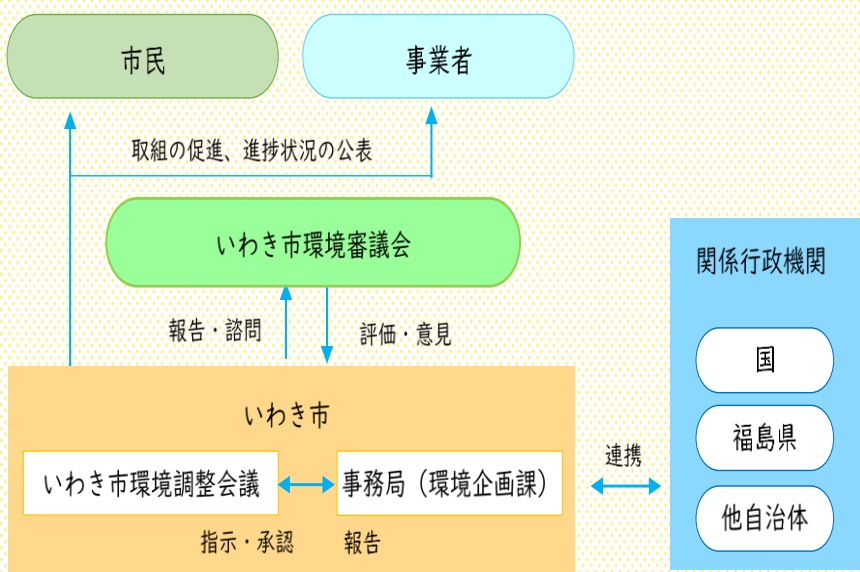 市民
事業者
取組の促進、進捗状況の公表
いわき市環境審議会
報告・諮問
評価・意見
いわき市
いわき市環境調整会議
事務局（環境企画課）
指示・承認
報告
連携
関係行政機関
国
福島県
他自治体